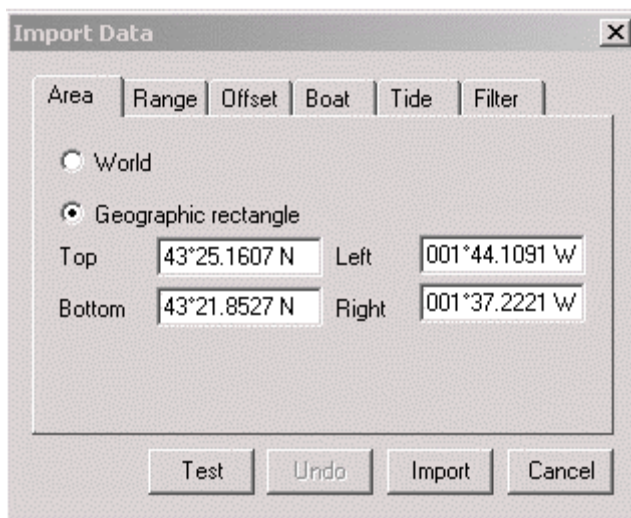 Import Data
Area Range Offset Boat Tide Filter
World
Geographic rectangle
Top 43°25.1607 N Left 001°44.1091 W
Bottom 43°21.8527 N Right 001°37.2221 W
Test Undo Import Cancel